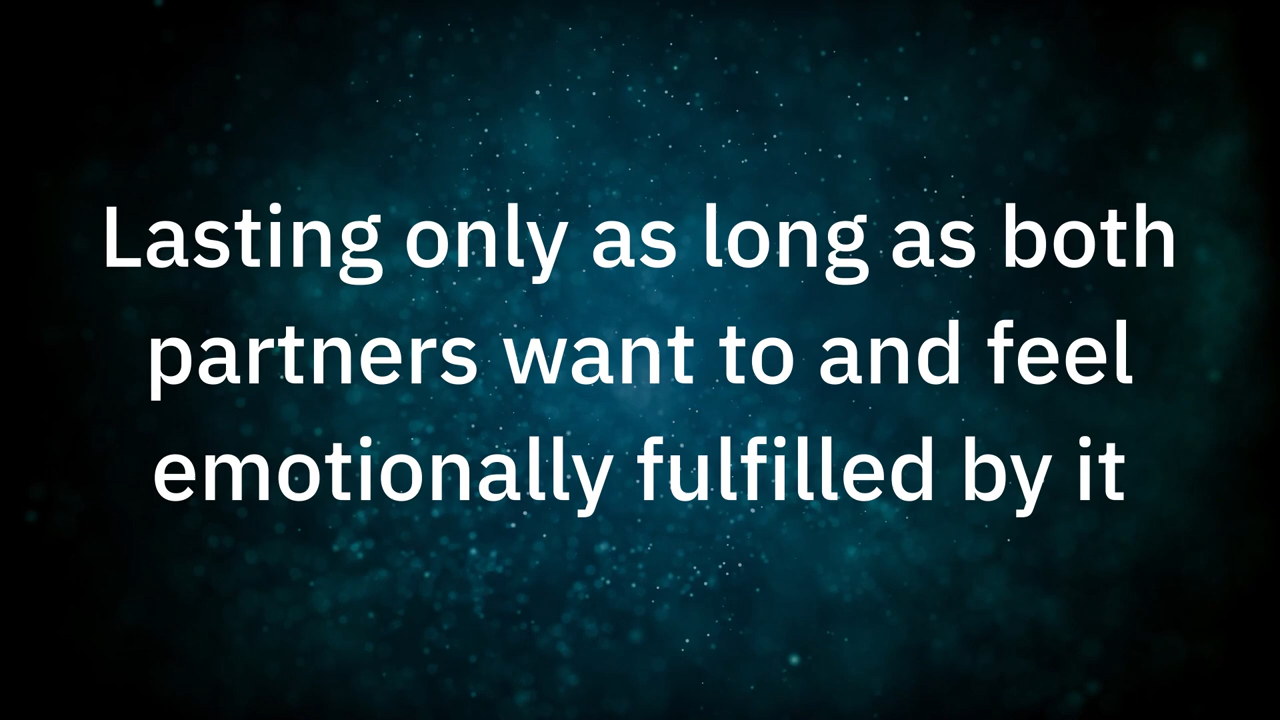 Lasting only as long as both
partners want to and feel
emotionally fulfilled by it